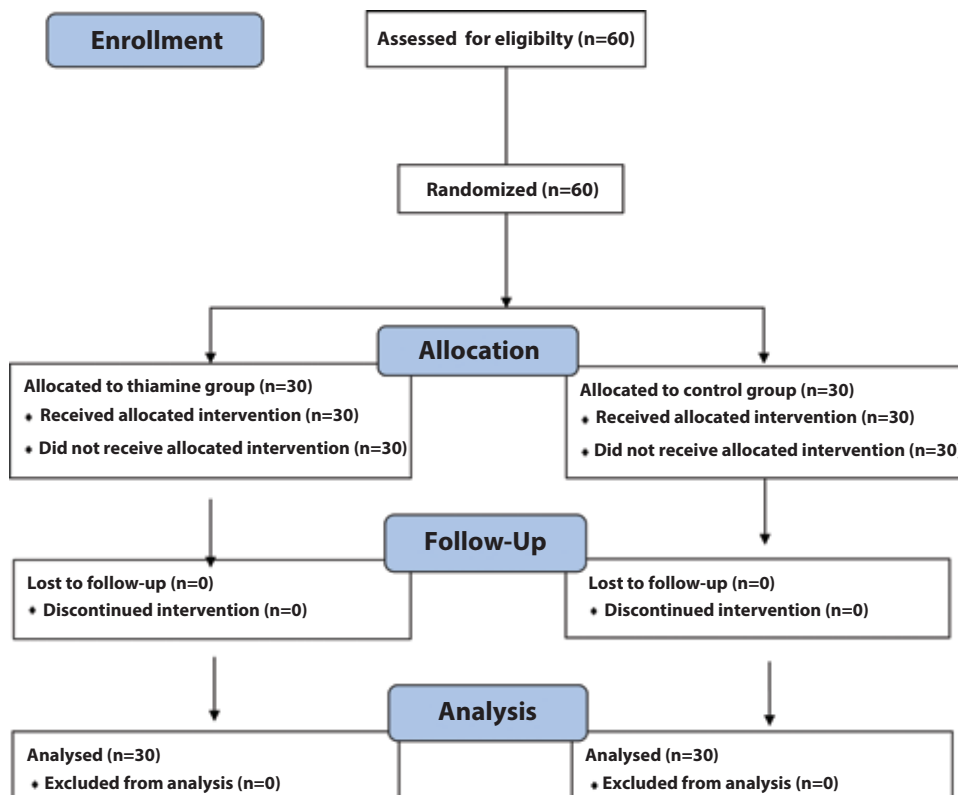 Enrollment
Assessed for eligibilty (n=60)
Randomized (n=60)
Allocation
Allocated to thiamine group (n=30)
♦ Received allocated intervention (n=30)
♦ Did not receive allocated intervention (n=30)
Allocated to control group (n=30)
♦ Received allocated intervention (n=30)
♦ Did not receive allocated intervention (n=30)
Follow-Up
Lost to follow-up (n=0)
♦ Discontinued intervention (n=0)
Lost to follow-up (n=0)
♦ Discontinued intervention (n=0)
Analysis
Analysed (n=30)
♦ Excluded from analysis (n=0)
Analysed (n=30)
♦ Excluded from analysis (n=0)